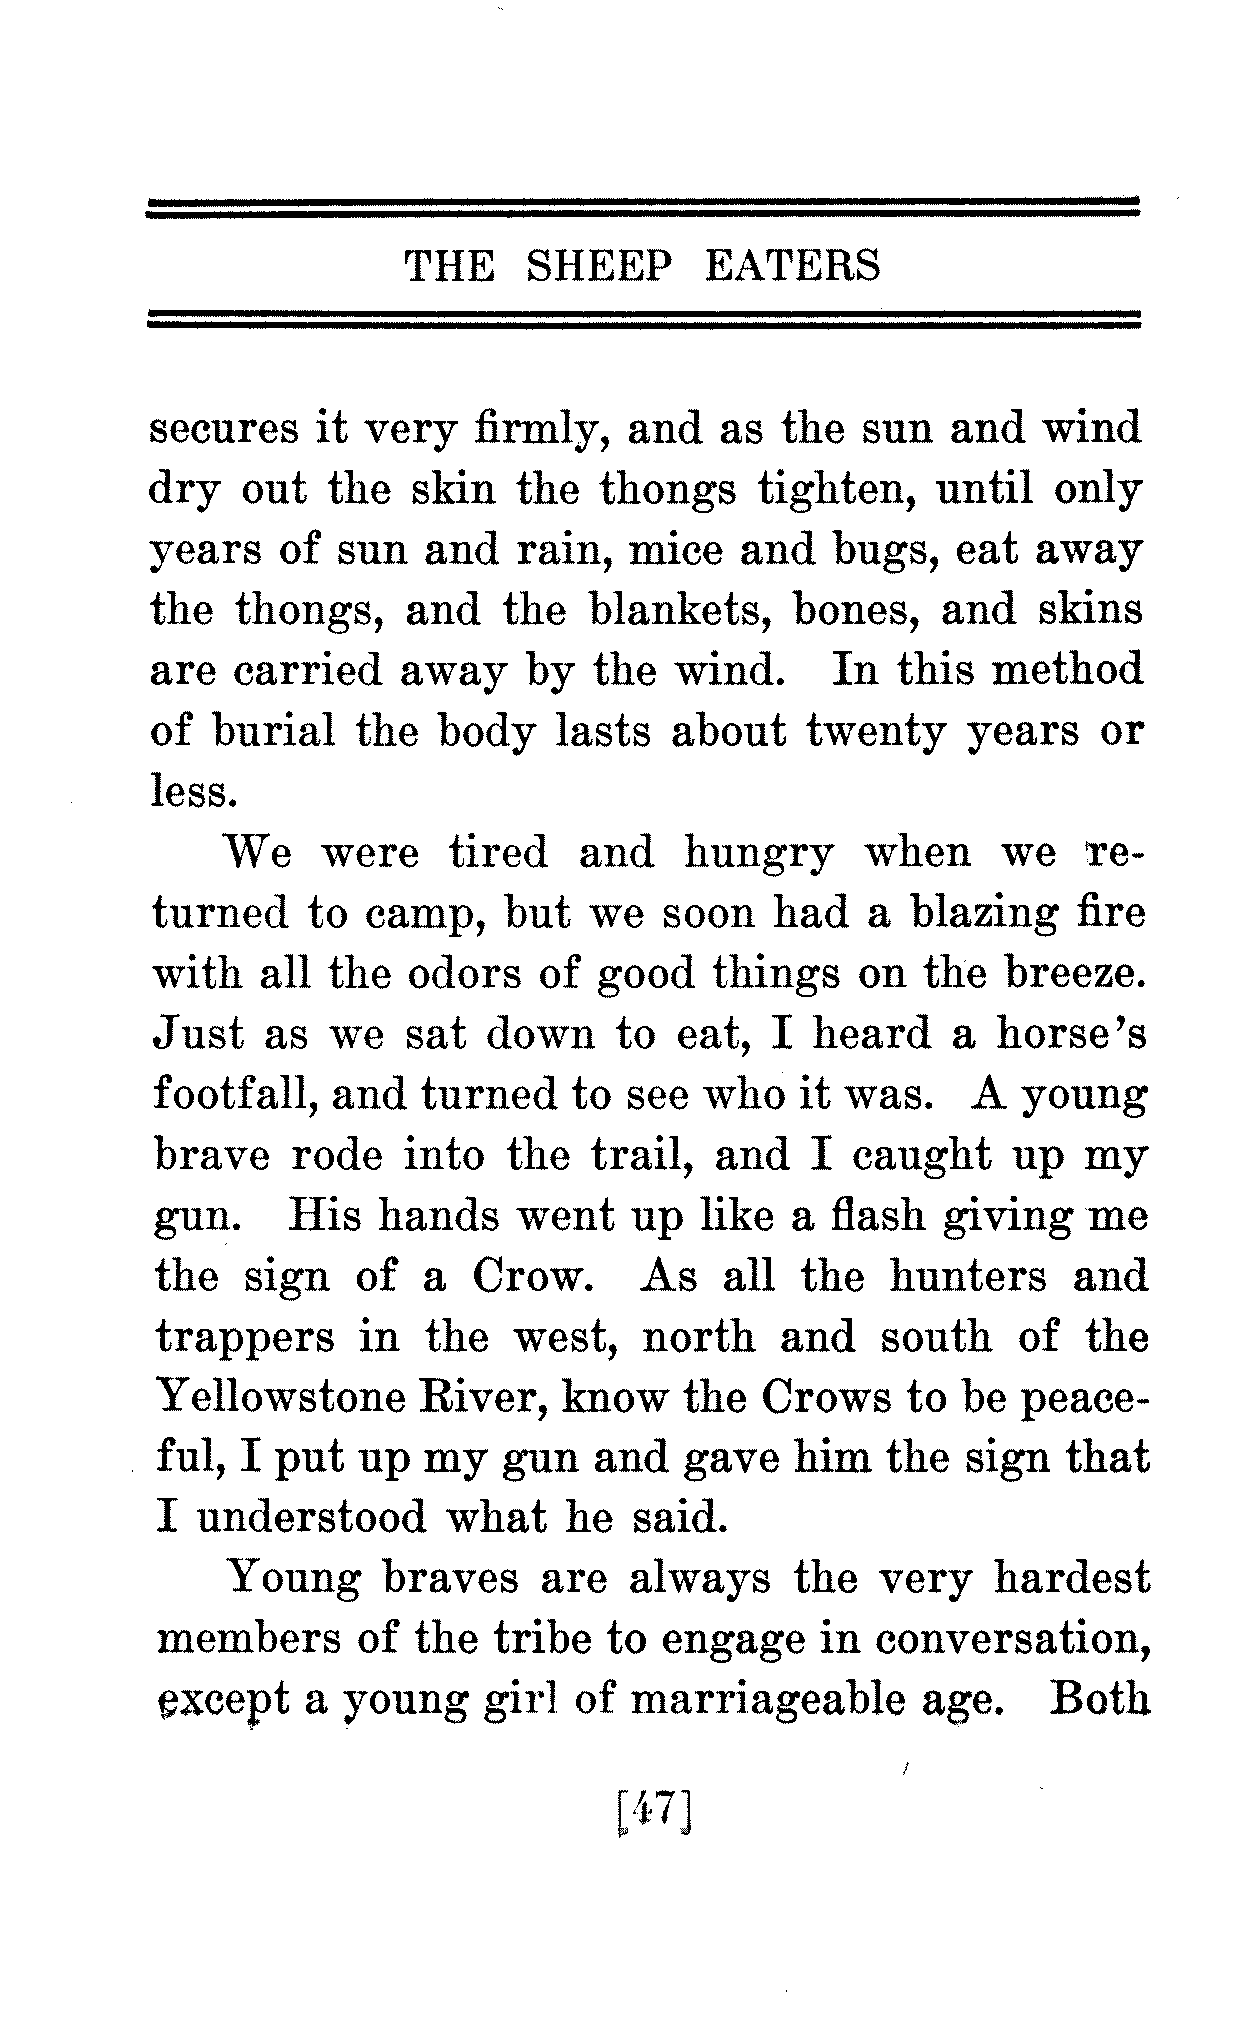 THE SHEEP EATERS
secures it very firmly, and as the sun and wind
dry out the skin the thongs tighten, until only
years of sun and rain, mice and bugs, eat away
the thongs, and the blankets, bones, and skins
are carried away by the wind. In this method
of burial the body lasts about twenty years or
less.
We were tired and hungry when we re-
turned to camp, but we soon had a blazing fire
with all the odors of good things on the breeze.
Just as we sat down to eat, I heard a horse's
footfall, and turned to see who it was. A young
brave rode into the trail, and I caught up my
gun. His hands went up like a flash giving me
the sign of a Crow. As all the hunters and
trappers in the west, north and south of the
Yellowstone River, know the Crows to be peace-
ful, I put up my gun and gave him the sign that
I understood what he said.
Young braves are always the very hardest
members of the tribe to engage in conversation,
except a young girl of marriageable age. Both
[47]